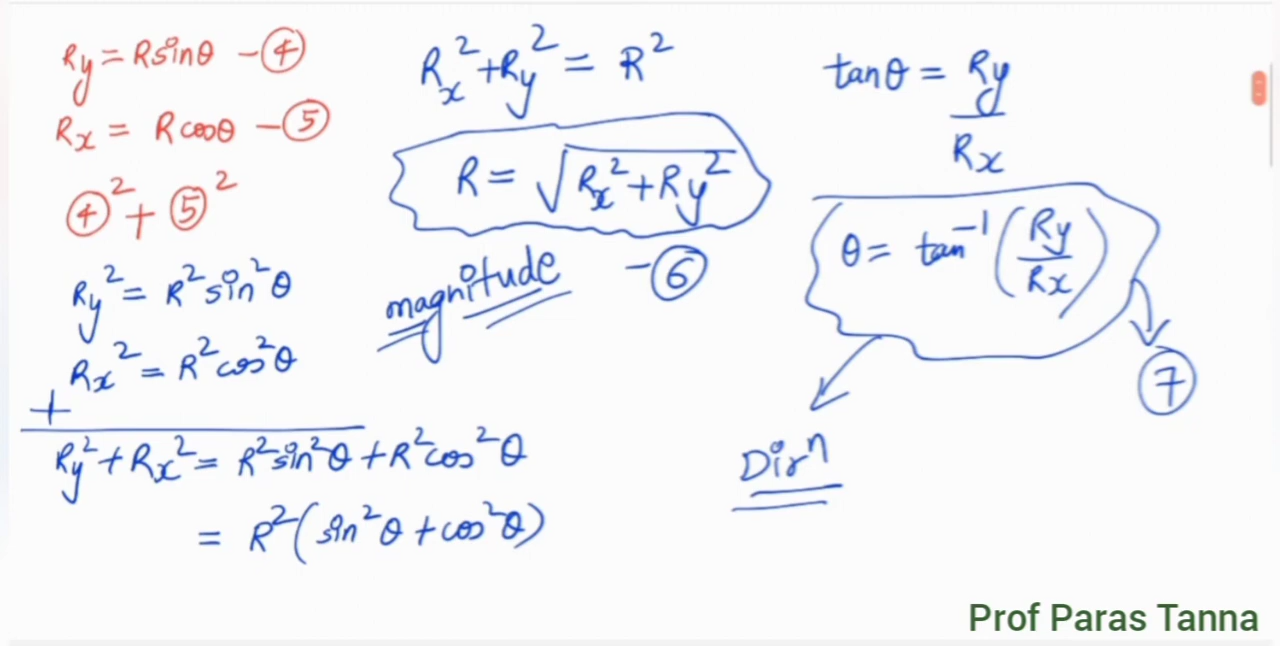 Ry = Rsinθ - ④
Rx = Rcosθ - ⑤
④² + ⑤²
Ry² = R²sin²θ
Rx² = R²cos²θ
+
Ry² + Rx² = R²sin²θ + R²cos²θ
= R²(sin²θ + cos²θ)
Rx² + Ry² = R²
R = √(Rx² + Ry²)
- ⑥
magnitude
tanθ = Ry/Rx
θ = tan⁻¹(Ry/Rx)
⑦
Dirⁿ
Prof Paras Tanna